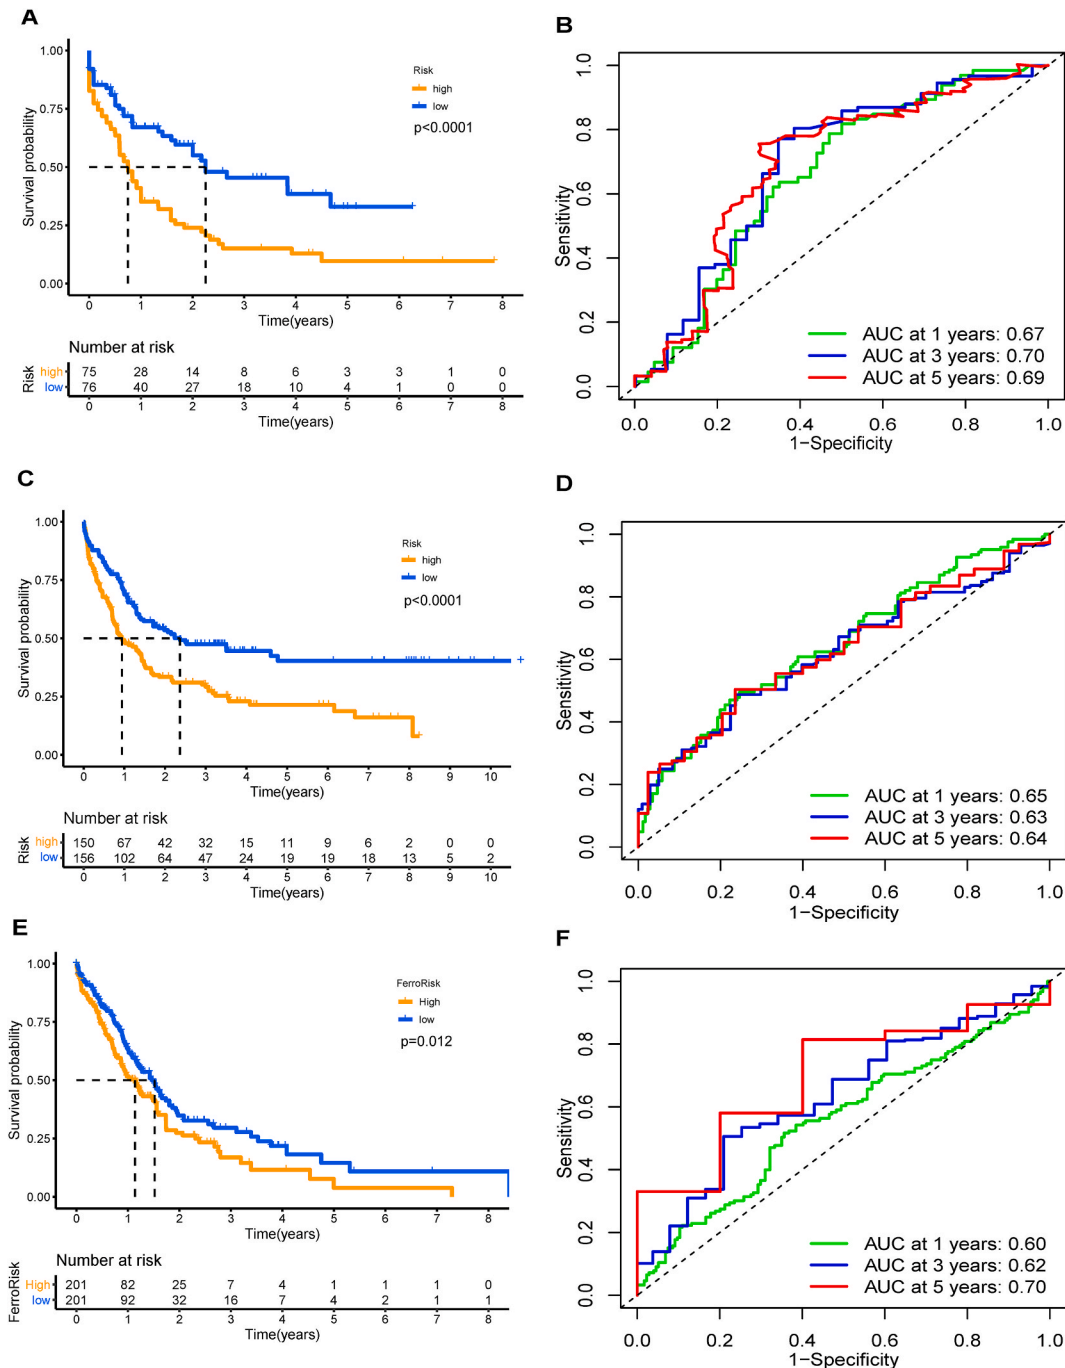 A
1.00
0.75
0.50
0.25
0.00
Survival probability
Risk
high
low
p<0.0001
0 1 2 3 4 5 6 7 8
Time(years)
Number at risk
Risk
high 75 28 14 8 6 3 3 1 0
low 76 40 27 18 10 4 1 0 0
0 1 2 3 4 5 6 7 8
Time(years)
B
1.0
0.8
0.6
0.4
0.2
0.0
Sensitivity
AUC at 1 years: 0.67
AUC at 3 years: 0.70
AUC at 5 years: 0.69
0.0 0.2 0.4 0.6 0.8 1.0
1−Specificity
C
1.00
0.75
0.50
0.25
0.00
Survival probability
Risk
high
low
p<0.0001
0 1 2 3 4 5 6 7 8 9 10
Time(years)
Number at risk
Risk
high 150 67 42 32 15 11 9 6 2 0 0
low 156 102 64 47 24 19 19 18 13 5 2
0 1 2 3 4 5 6 7 8 9 10
Time(years)
D
1.0
0.8
0.6
0.4
0.2
0.0
Sensitivity
AUC at 1 years: 0.65
AUC at 3 years: 0.63
AUC at 5 years: 0.64
0.0 0.2 0.4 0.6 0.8 1.0
1−Specificity
E
1.00
0.75
0.50
0.25
0.00
Survival probability
FerroRisk
High
low
p=0.012
0 1 2 3 4 5 6 7 8
Time(years)
Number at risk
FerroRisk
High 201 82 25 7 4 1 1 1 0
low 201 92 32 16 7 4 2 1 1
0 1 2 3 4 5 6 7 8
Time(years)
F
1.0
0.8
0.6
0.4
0.2
0.0
Sensitivity
AUC at 1 years: 0.60
AUC at 3 years: 0.62
AUC at 5 years: 0.70
0.0 0.2 0.4 0.6 0.8 1.0
1−Specificity